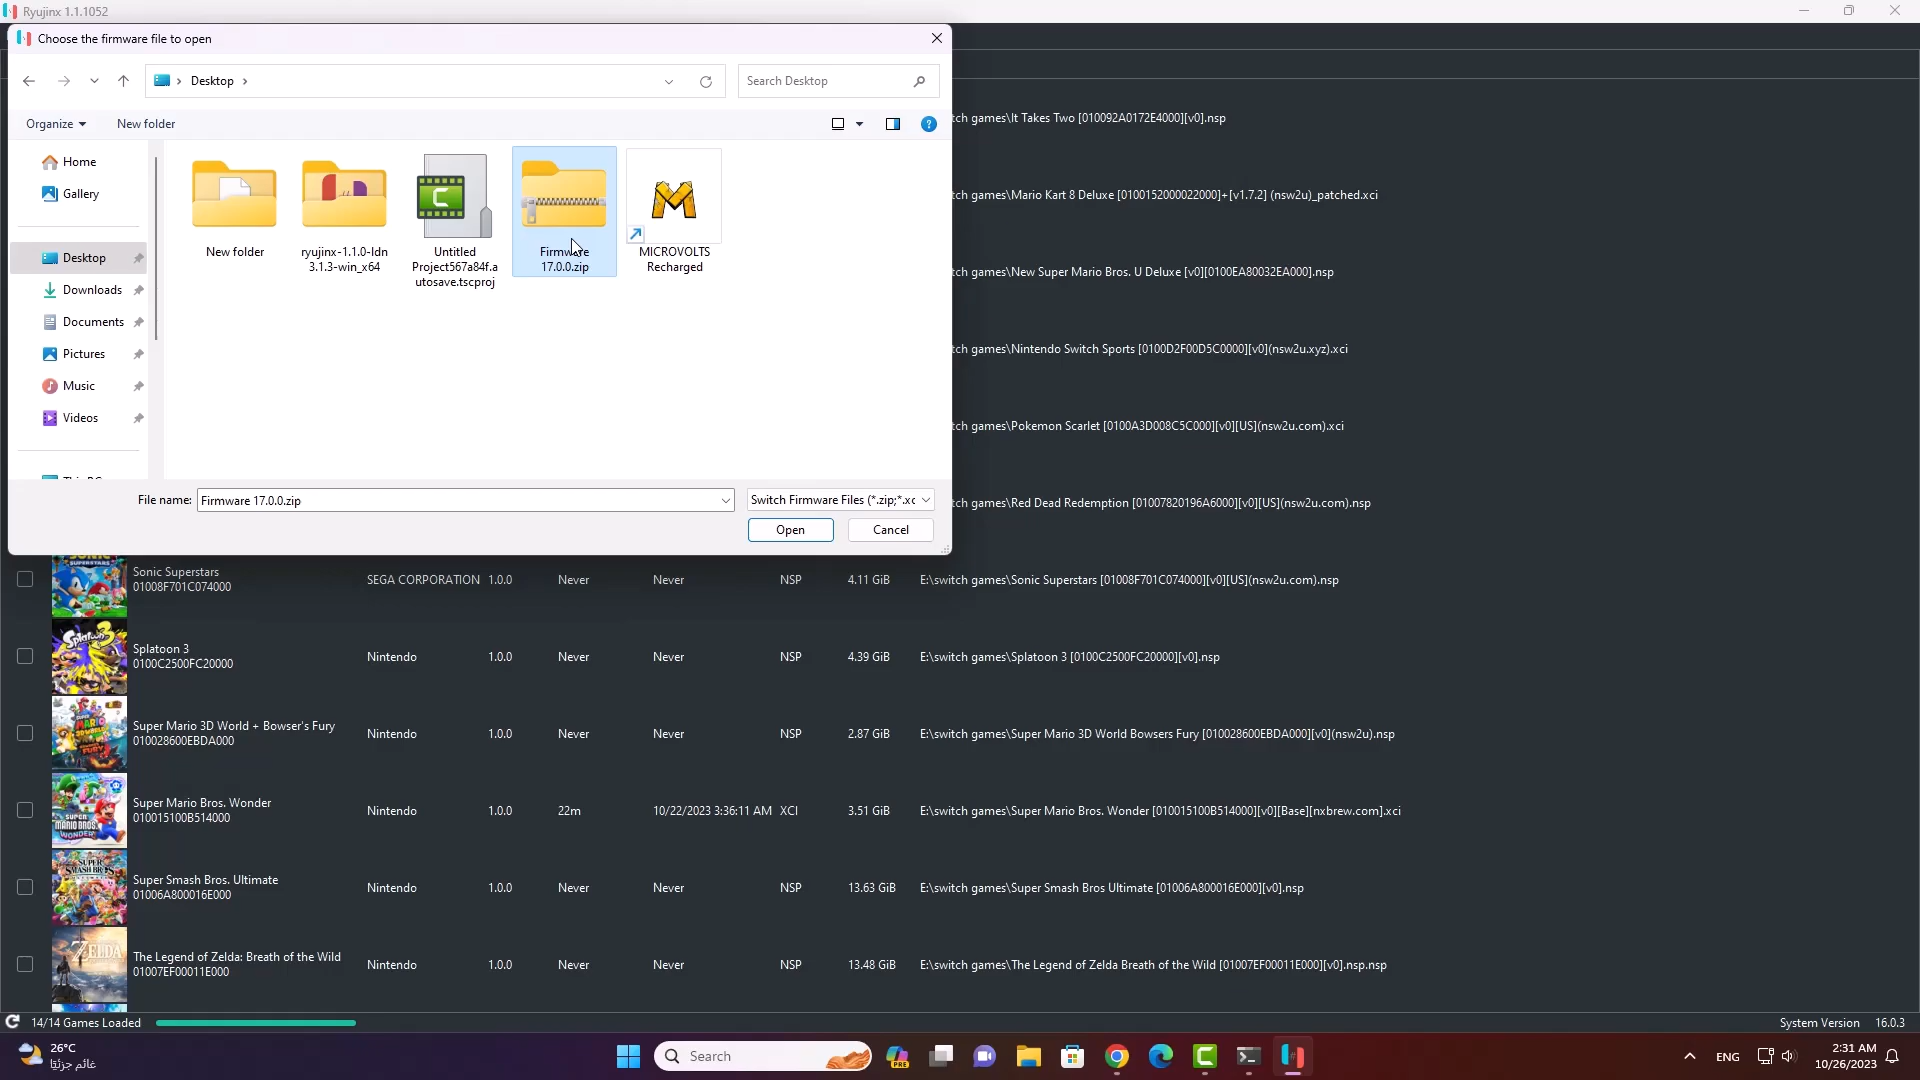 Ryujinx 1.1.1052
Choose the firmware file to open
Desktop
Search Desktop
Organize
New folder
Home
Gallery
Desktop
Downloads
Documents
Pictures
Music
Videos
New folder
ryujinx-1.1.0-ldn
3.1.3-win_x64
Untitled
Project567a84f.a
utosave.tscproj
Firmware
17.0.0.zip
MICROVOLTS
Recharged
File name:
Firmware 17.0.0.zip
Switch Firmware Files (*.zip;*.xc
Open
Cancel
tch games\It Takes Two [010092A0172E4000][v0].nsp
tch games\Mario Kart 8 Deluxe [0100152000022000]+[v1.7.2] (nsw2u)_patched.xci
tch games\New Super Mario Bros. U Deluxe [v0][0100EA80032EA000].nsp
tch games\Nintendo Switch Sports [0100D2F00D5C0000][v0](nsw2u.xyz).xci
tch games\Pokemon Scarlet [0100A3D008C5C000][v0][US](nsw2u.com).xci
tch games\Red Dead Redemption [01007820196A6000][v0][US](nsw2u.com).nsp
Sonic Superstars
01008F701C074000
SEGA CORPORATION 1.0.0 Never Never NSP 4.11 GiB E:\switch games\Sonic Superstars [01008F701C074000][v0][US](nsw2u.com).nsp
Splatoon 3
0100C2500FC20000
Nintendo 1.0.0 Never Never NSP 4.39 GiB E:\switch games\Splatoon 3 [0100C2500FC20000][v0].nsp
Super Mario 3D World + Bowser's Fury
010028600EBDA000
Nintendo 1.0.0 Never Never NSP 2.87 GiB E:\switch games\Super Mario 3D World Bowsers Fury [010028600EBDA000][v0](nsw2u).nsp
Super Mario Bros. Wonder
010015100B514000
Nintendo 1.0.0 22m 10/22/2023 3:36:11 AM XCI 3.51 GiB E:\switch games\Super Mario Bros. Wonder [010015100B514000][v0][Base][nxbrew.com].xci
Super Smash Bros. Ultimate
01006A800016E000
Nintendo 1.0.0 Never Never NSP 13.63 GiB E:\switch games\Super Smash Bros Ultimate [01006A800016E000][v0].nsp
The Legend of Zelda: Breath of the Wild
01007EF00011E000
Nintendo 1.0.0 Never Never NSP 13.48 GiB E:\switch games\The Legend of Zelda Breath of the Wild [01007EF00011E000][v0].nsp.nsp
14/14 Games Loaded
System Version 16.0.3
26°C
غائم جزئيًا
Search
PRE
ENG
2:31 AM
10/26/2023